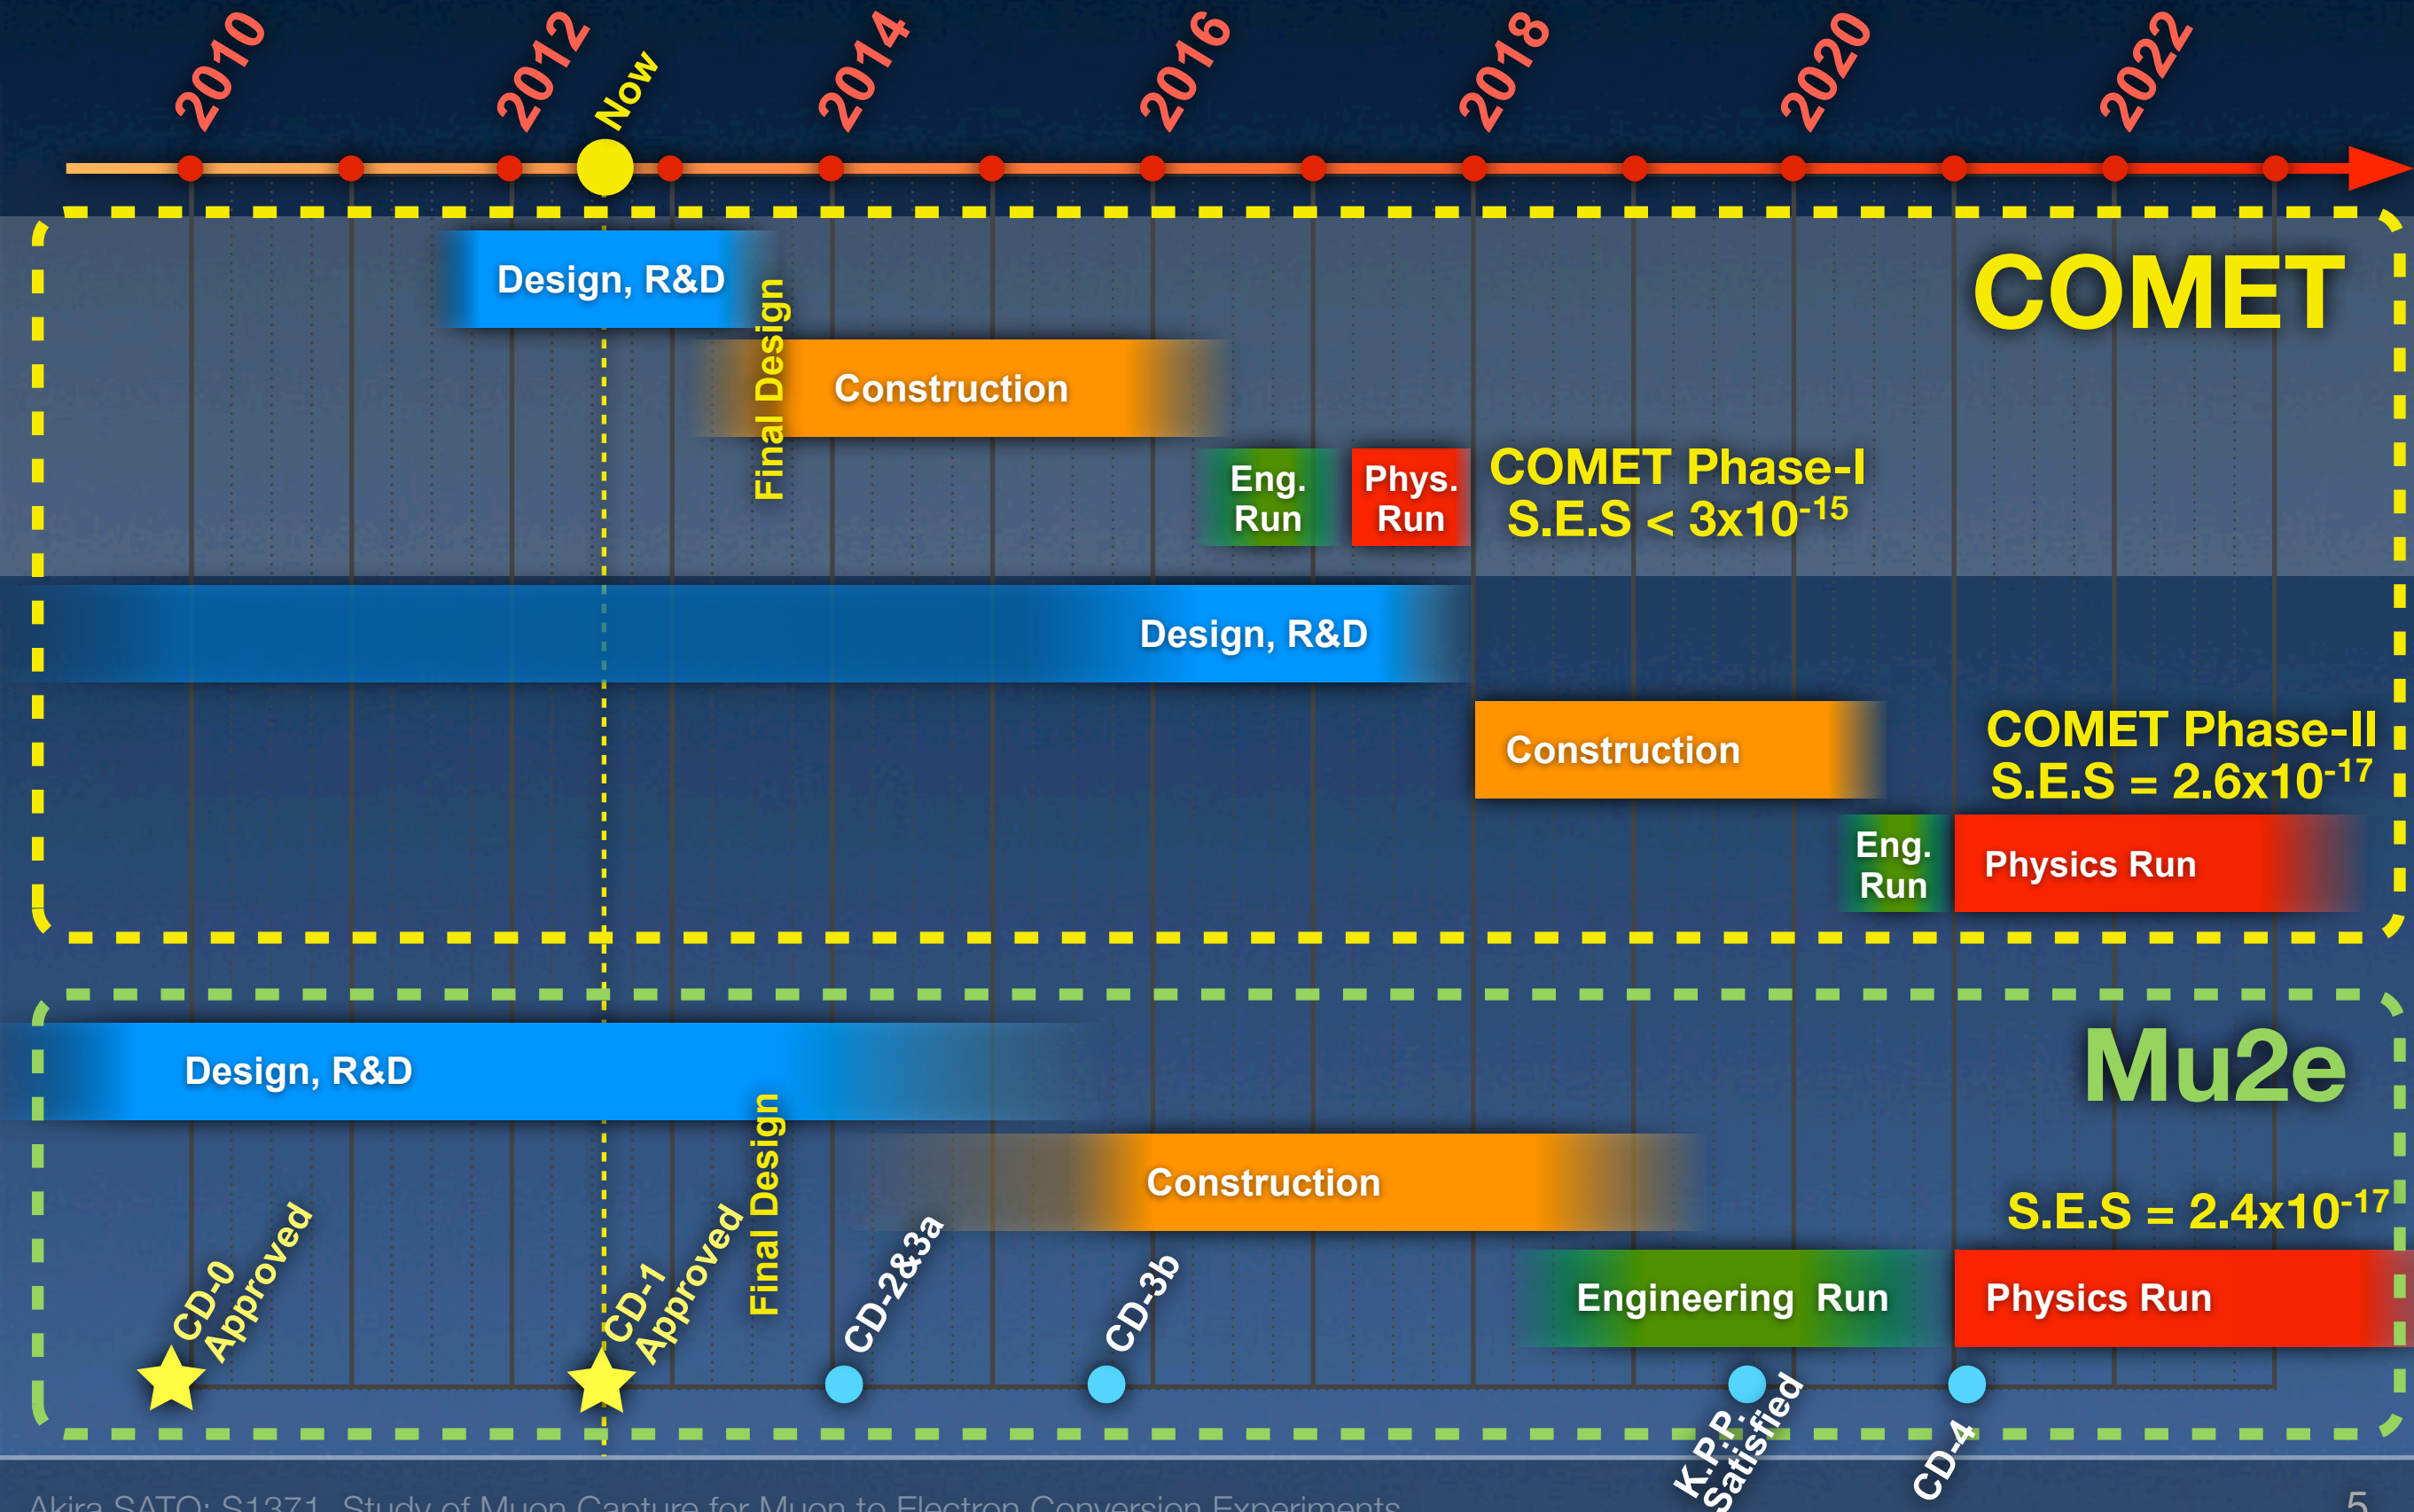 2010
2012
Now
2014
2016
2018
2020
2022
COMET
Design, R&D
Final Design
Construction
Eng.
Run
Phys.
Run
COMET Phase-I
S.E.S < 3x10⁻¹⁵
Design, R&D
Construction
COMET Phase-II
S.E.S = 2.6x10⁻¹⁷
Eng.
Run
Physics Run
Mu2e
Design, R&D
Final Design
Construction
S.E.S = 2.4x10⁻¹⁷
Engineering Run
Physics Run
CD-0
Approved
CD-1
Approved
CD-2&3a
CD-3b
K.P.P.
Satisfied
CD-4
Akira SATO: S1371, Study of Muon Capture for Muon to Electron Conversion Experiments
5